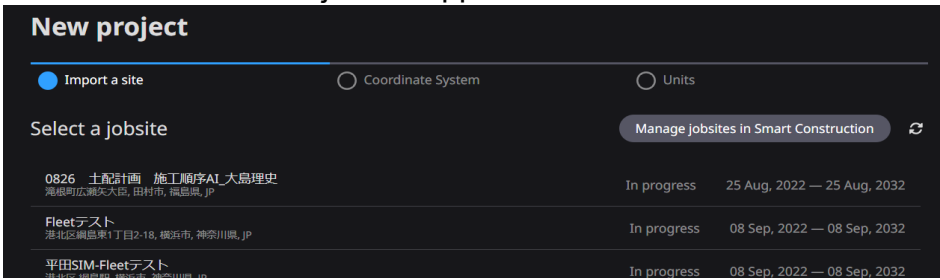 New project
Import a site
Coordinate System
Units
Select a jobsite
Manage jobsites in Smart Construction
0826 土配計画 施工順序AI_大島理史
滝根町広瀬矢大臣, 田村市, 福島県, JP
In progress
25 Aug, 2022 — 25 Aug, 2032
Fleetテスト
港北区綱島東1丁目2-18, 横浜市, 神奈川県, JP
In progress
08 Sep, 2022 — 08 Sep, 2032
平田SIM-Fleetテスト
In progress
08 Sep, 2022 — 08 Sep, 2032